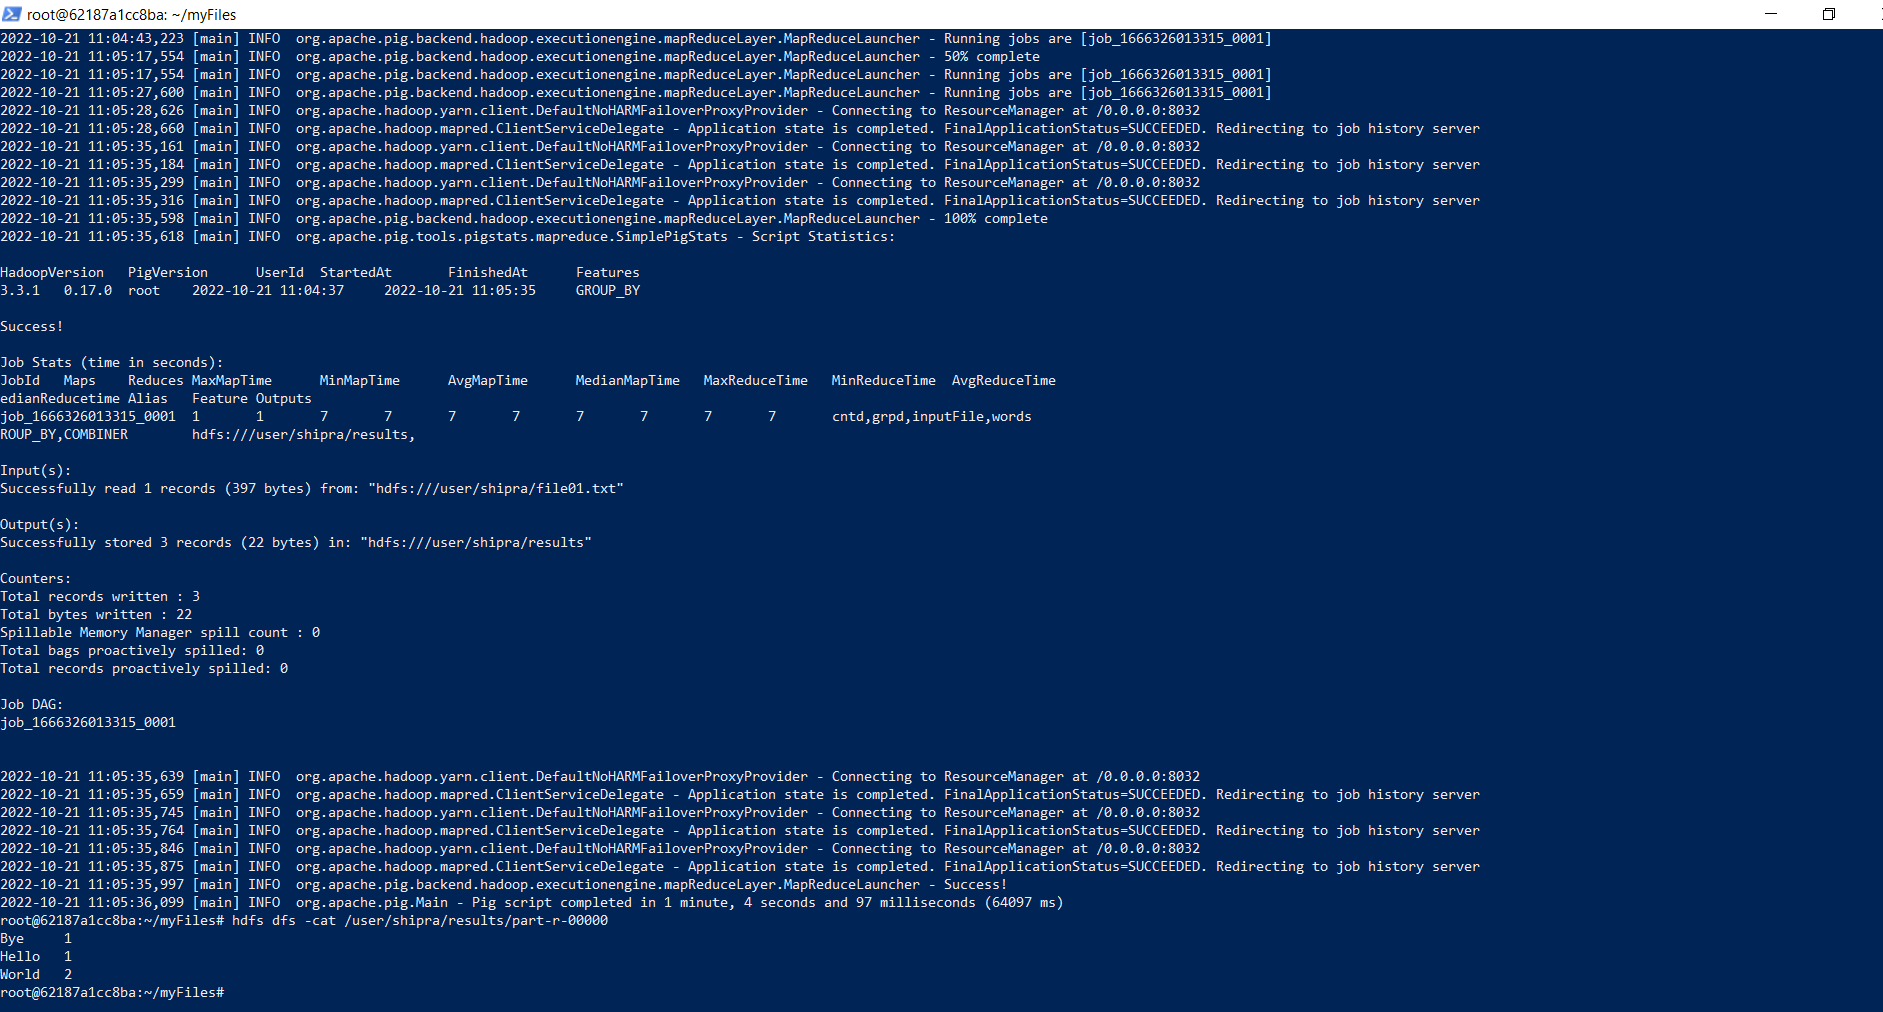 root@62187a1cc8ba: ~/myFiles
2022-10-21 11:04:43,223 [main] INFO  org.apache.pig.backend.hadoop.executionengine.mapReduceLayer.MapReduceLauncher - Running jobs are [job_1666326013315_0001]
2022-10-21 11:05:17,554 [main] INFO  org.apache.pig.backend.hadoop.executionengine.mapReduceLayer.MapReduceLauncher - 50% complete
2022-10-21 11:05:17,554 [main] INFO  org.apache.pig.backend.hadoop.executionengine.mapReduceLayer.MapReduceLauncher - Running jobs are [job_1666326013315_0001]
2022-10-21 11:05:27,600 [main] INFO  org.apache.pig.backend.hadoop.executionengine.mapReduceLayer.MapReduceLauncher - Running jobs are [job_1666326013315_0001]
2022-10-21 11:05:28,626 [main] INFO  org.apache.hadoop.yarn.client.DefaultNoHARMFailoverProxyProvider - Connecting to ResourceManager at /0.0.0.0:8032
2022-10-21 11:05:28,660 [main] INFO  org.apache.hadoop.mapred.ClientServiceDelegate - Application state is completed. FinalApplicationStatus=SUCCEEDED. Redirecting to job history server
2022-10-21 11:05:35,161 [main] INFO  org.apache.hadoop.yarn.client.DefaultNoHARMFailoverProxyProvider - Connecting to ResourceManager at /0.0.0.0:8032
2022-10-21 11:05:35,184 [main] INFO  org.apache.hadoop.mapred.ClientServiceDelegate - Application state is completed. FinalApplicationStatus=SUCCEEDED. Redirecting to job history server
2022-10-21 11:05:35,299 [main] INFO  org.apache.hadoop.yarn.client.DefaultNoHARMFailoverProxyProvider - Connecting to ResourceManager at /0.0.0.0:8032
2022-10-21 11:05:35,316 [main] INFO  org.apache.hadoop.mapred.ClientServiceDelegate - Application state is completed. FinalApplicationStatus=SUCCEEDED. Redirecting to job history server
2022-10-21 11:05:35,598 [main] INFO  org.apache.pig.backend.hadoop.executionengine.mapReduceLayer.MapReduceLauncher - 100% complete
2022-10-21 11:05:35,618 [main] INFO  org.apache.pig.tools.pigstats.mapreduce.SimplePigStats - Script Statistics:
HadoopVersion   PigVersion      UserId  StartedAt       FinishedAt      Features
3.3.1   0.17.0  root    2022-10-21 11:04:37     2022-10-21 11:05:35     GROUP_BY
Success!
Job Stats (time in seconds):
JobId   Maps    Reduces MaxMapTime      MinMapTime      AvgMapTime      MedianMapTime   MaxReduceTime   MinReduceTime  AvgReduceTime
edianReducetime Alias   Feature Outputs
job_1666326013315_0001  1       1       7       7       7       7       7       7       7       7       cntd,grpd,inputFile,words
ROUP_BY,COMBINER        hdfs:///user/shipra/results,
Input(s):
Successfully read 1 records (397 bytes) from: "hdfs:///user/shipra/file01.txt"
Output(s):
Successfully stored 3 records (22 bytes) in: "hdfs:///user/shipra/results"
Counters:
Total records written : 3
Total bytes written : 22
Spillable Memory Manager spill count : 0
Total bags proactively spilled: 0
Total records proactively spilled: 0
Job DAG:
job_1666326013315_0001
2022-10-21 11:05:35,639 [main] INFO  org.apache.hadoop.yarn.client.DefaultNoHARMFailoverProxyProvider - Connecting to ResourceManager at /0.0.0.0:8032
2022-10-21 11:05:35,659 [main] INFO  org.apache.hadoop.mapred.ClientServiceDelegate - Application state is completed. FinalApplicationStatus=SUCCEEDED. Redirecting to job history server
2022-10-21 11:05:35,745 [main] INFO  org.apache.hadoop.yarn.client.DefaultNoHARMFailoverProxyProvider - Connecting to ResourceManager at /0.0.0.0:8032
2022-10-21 11:05:35,764 [main] INFO  org.apache.hadoop.mapred.ClientServiceDelegate - Application state is completed. FinalApplicationStatus=SUCCEEDED. Redirecting to job history server
2022-10-21 11:05:35,846 [main] INFO  org.apache.hadoop.yarn.client.DefaultNoHARMFailoverProxyProvider - Connecting to ResourceManager at /0.0.0.0:8032
2022-10-21 11:05:35,875 [main] INFO  org.apache.hadoop.mapred.ClientServiceDelegate - Application state is completed. FinalApplicationStatus=SUCCEEDED. Redirecting to job history server
2022-10-21 11:05:35,997 [main] INFO  org.apache.pig.backend.hadoop.executionengine.mapReduceLayer.MapReduceLauncher - Success!
2022-10-21 11:05:36,099 [main] INFO  org.apache.pig.Main - Pig script completed in 1 minute, 4 seconds and 97 milliseconds (64097 ms)
root@62187a1cc8ba:~/myFiles# hdfs dfs -cat /user/shipra/results/part-r-00000
Bye     1
Hello   1
World   2
root@62187a1cc8ba:~/myFiles#